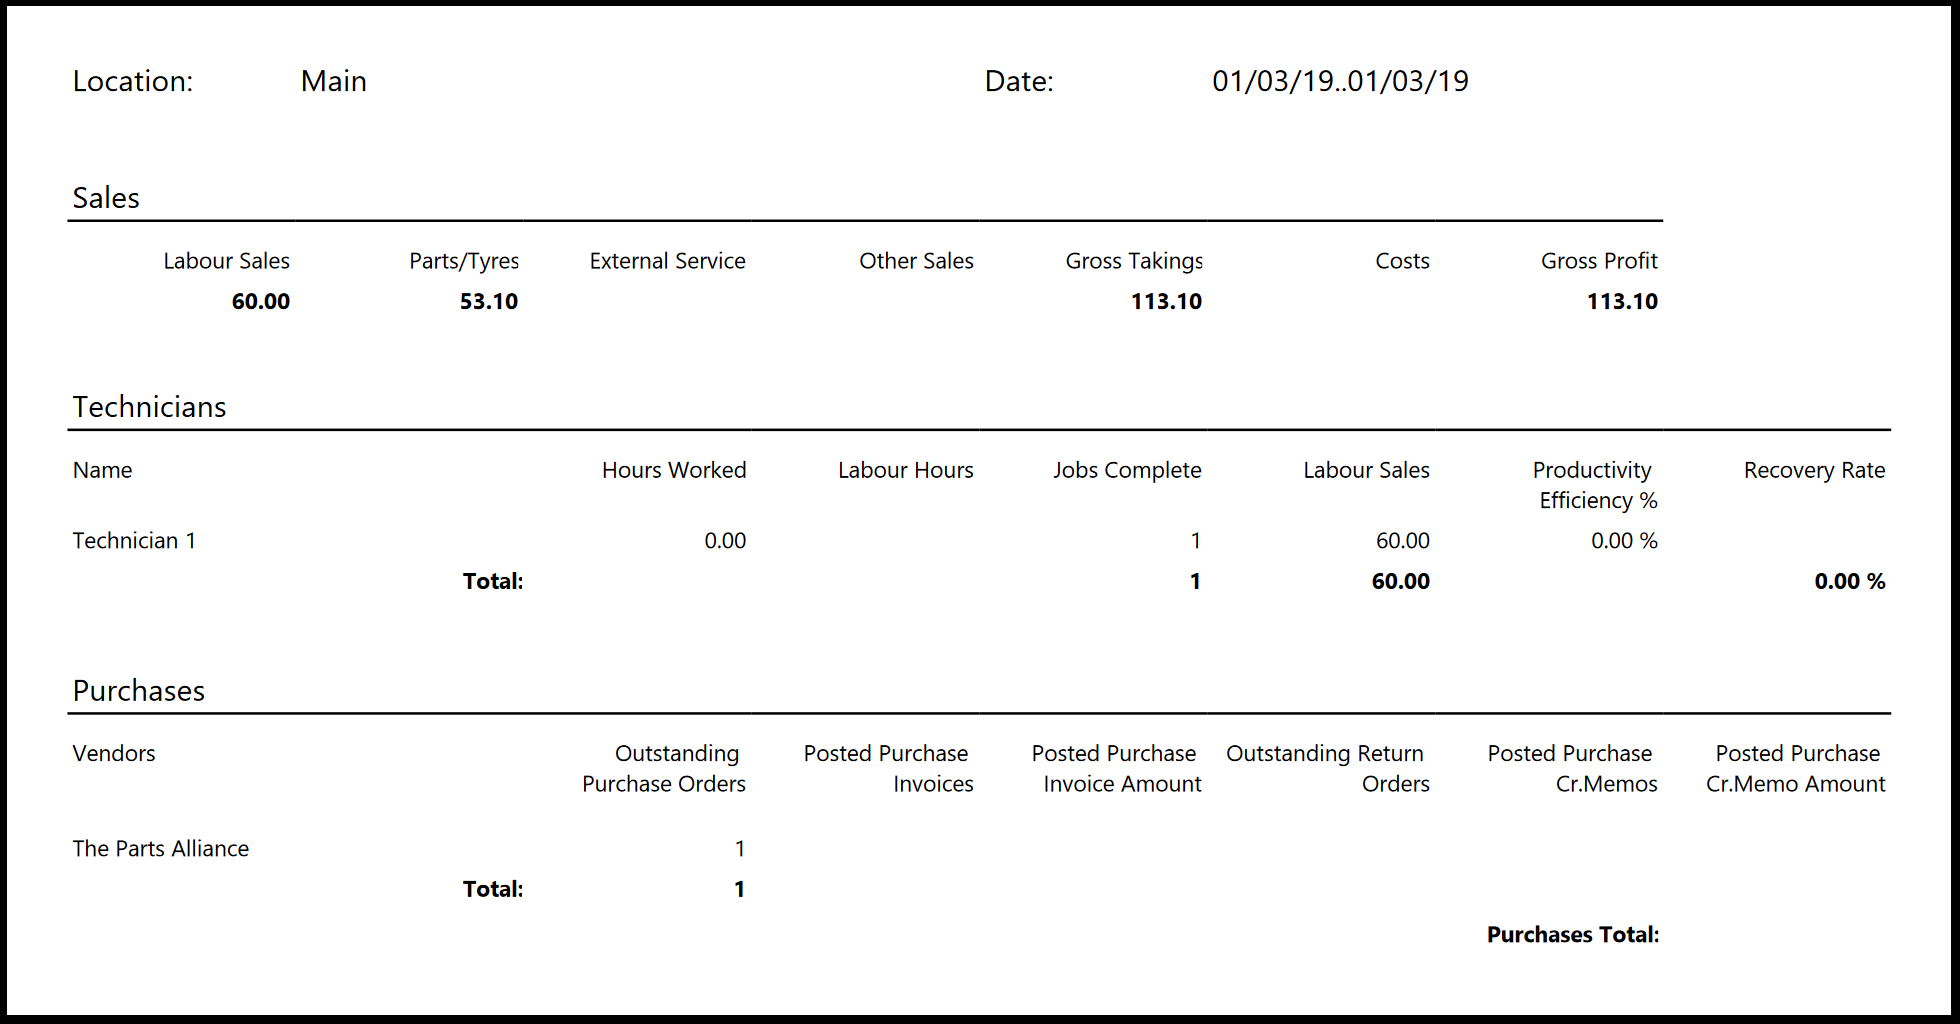 Location: Main Date: 01/03/19..01/03/19
Sales
Labour Sales Parts/Tyres External Service Other Sales Gross Takings Costs Gross Profit
60.00 53.10 113.10 113.10
Technicians
Name Hours Worked Labour Hours Jobs Complete Labour Sales Productivity Recovery Rate
Efficiency %
Technician 1 0.00 1 60.00 0.00 %
Total: 1 60.00 0.00 %
Purchases
Vendors Outstanding Posted Purchase Posted Purchase Outstanding Return Posted Purchase Posted Purchase
Purchase Orders Invoices Invoice Amount Orders Cr.Memos Cr.Memo Amount
The Parts Alliance 1
Total: 1
Purchases Total: